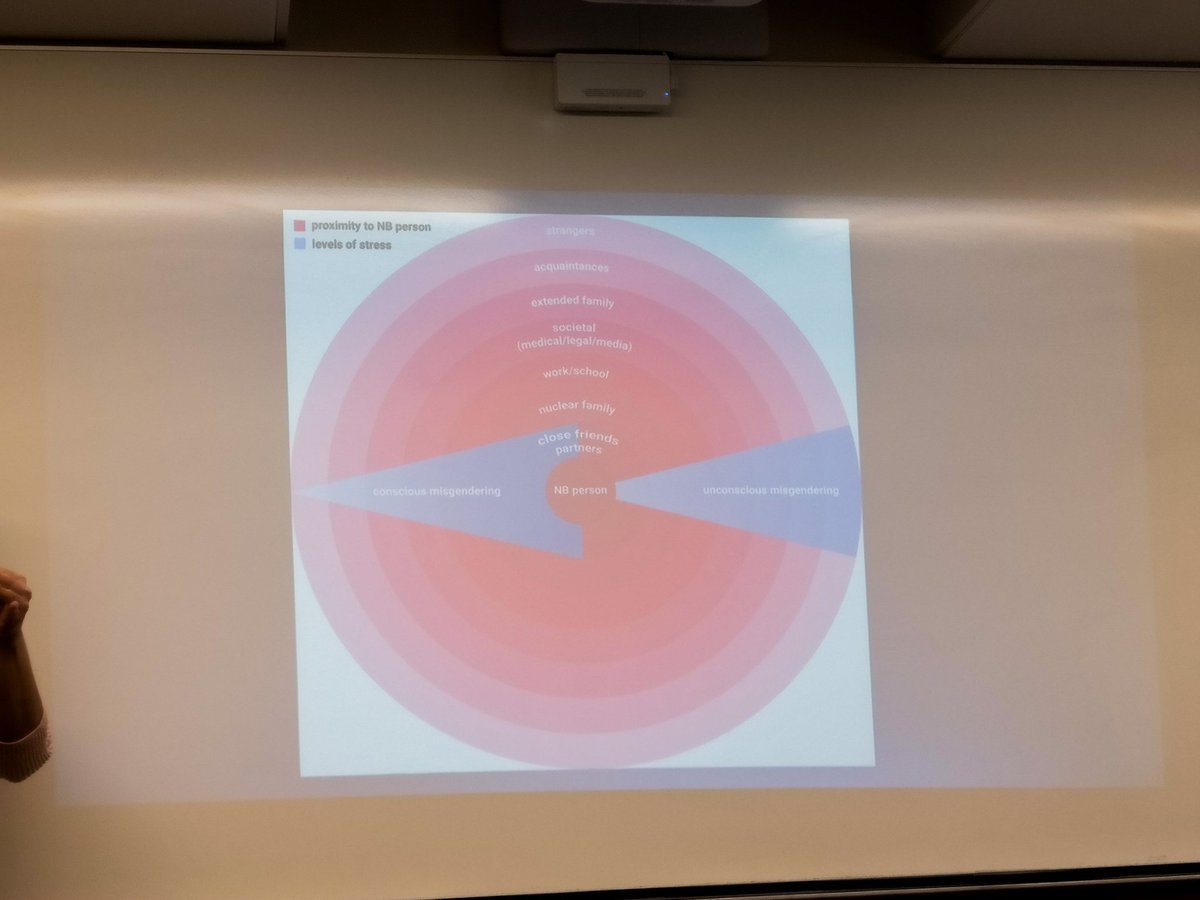 proximity to NB person
levels of stress
strangers
acquaintances
extended family
societal
(medical/legal/media)
work/school
nuclear family
close friends
partners
conscious misgendering
NB person
unconscious misgendering